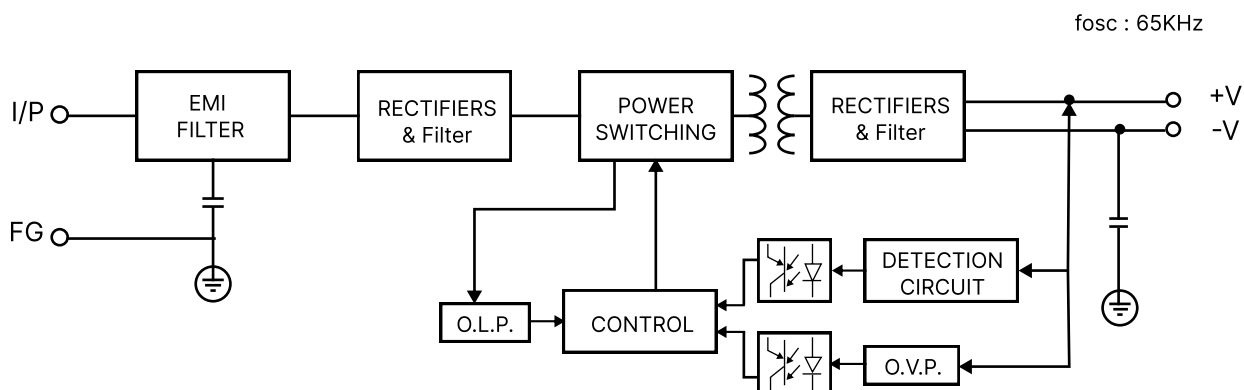 fosc : 65KHz
I/P
EMI
FILTER
RECTIFIERS
& Filter
POWER
SWITCHING
RECTIFIERS
& Filter
+V
-V
FG
DETECTION
CIRCUIT
O.L.P.
CONTROL
O.V.P.